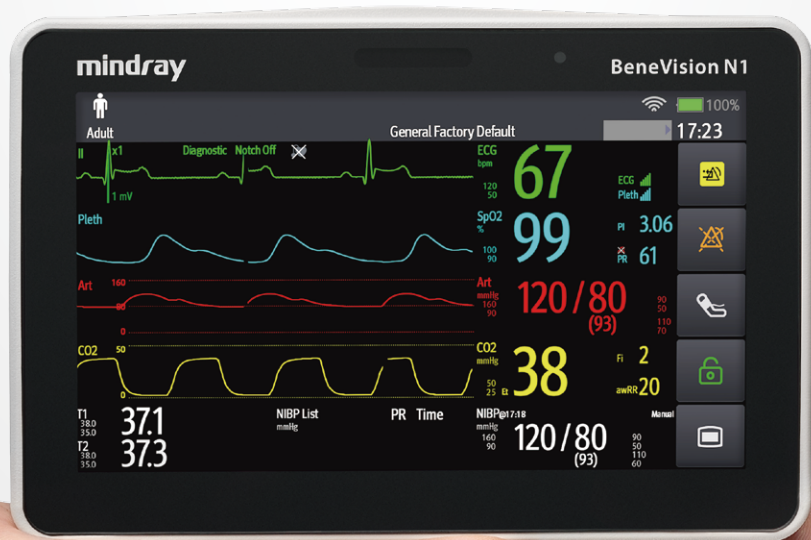 mindray BeneVision N1
100%
Adult General Factory Default 17:23
II x1 Diagnostic Notch Off ECG
bpm
67
120
50
ECG
Pleth
1 mV
Pleth SpO2
%
99
100
90
PI 3.06
PR 61
Art 160 80 0
Art
mmHg
160
90
120/80
(93)
90
50
110
70
CO2 50 0
CO2
mmHg
50
25
Et 38
Fi 2
awRR 20
T1
38.0
35.0
37.1
T2
38.0
35.0
37.3
NIBP List PR Time
mmHg
NIBP @17:18 Manual
mmHg
160
90
120/80
(93)
90
50
110
60